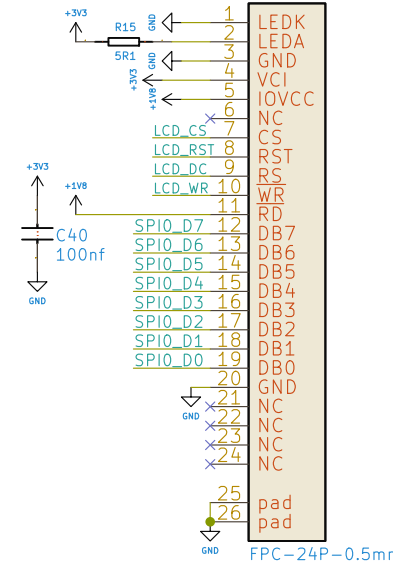 +3V3
R15
5R1
GND
1 LEDK
2 LEDA
GND
3 GND
+3V3
4 VCI
+1V8
5 IOVCC
6 NC
LCD_CS 7 CS
LCD_RST 8 RST
LCD_DC 9 RS
LCD_WR 10 WR
+3V3
+1V8
11 RD
C40
100nf
GND
SPI0_D7 12 DB7
SPI0_D6 13 DB6
SPI0_D5 14 DB5
SPI0_D4 15 DB4
SPI0_D3 16 DB3
SPI0_D2 17 DB2
SPI0_D1 18 DB1
SPI0_D0 19 DB0
20 GND
GND
21 NC
22 NC
23 NC
24 NC
25 pad
26 pad
GND
FPC-24P-0.5mr